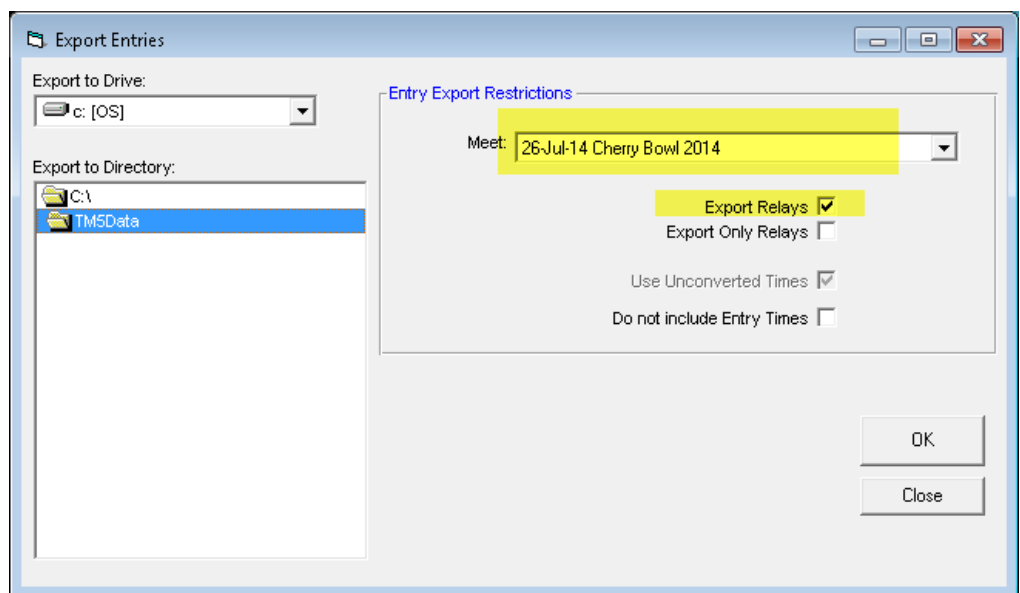 Export Entries
Export to Drive:
c: [OS]
Export to Directory:
C:\
TM5Data
Entry Export Restrictions
Meet: 26-Jul-14 Cherry Bowl 2014
Export Relays
Export Only Relays
Use Unconverted Times
Do not include Entry Times
OK
Close